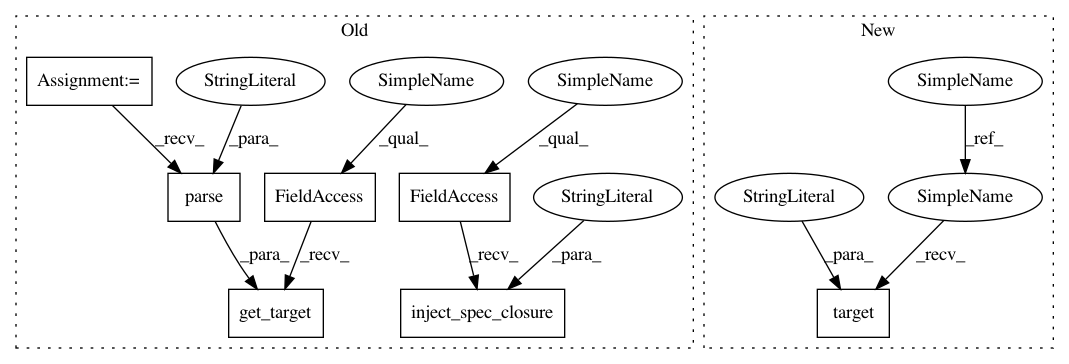 Old
New
Assignment:=
StringLiteral
SimpleName
SimpleName
SimpleName
_recv_
_para_
_qual_
_qual_
_ref_
parse
FieldAccess
FieldAccess
StringLiteral
StringLiteral
SimpleName
_para_
_recv_
_recv_
_para_
_para_
_recv_
get_target
inject_spec_closure
target